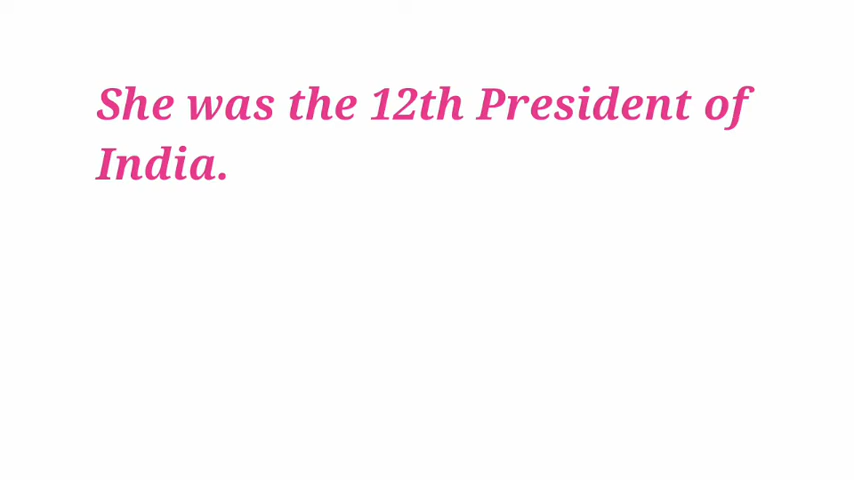 She was the 12th President of
India.